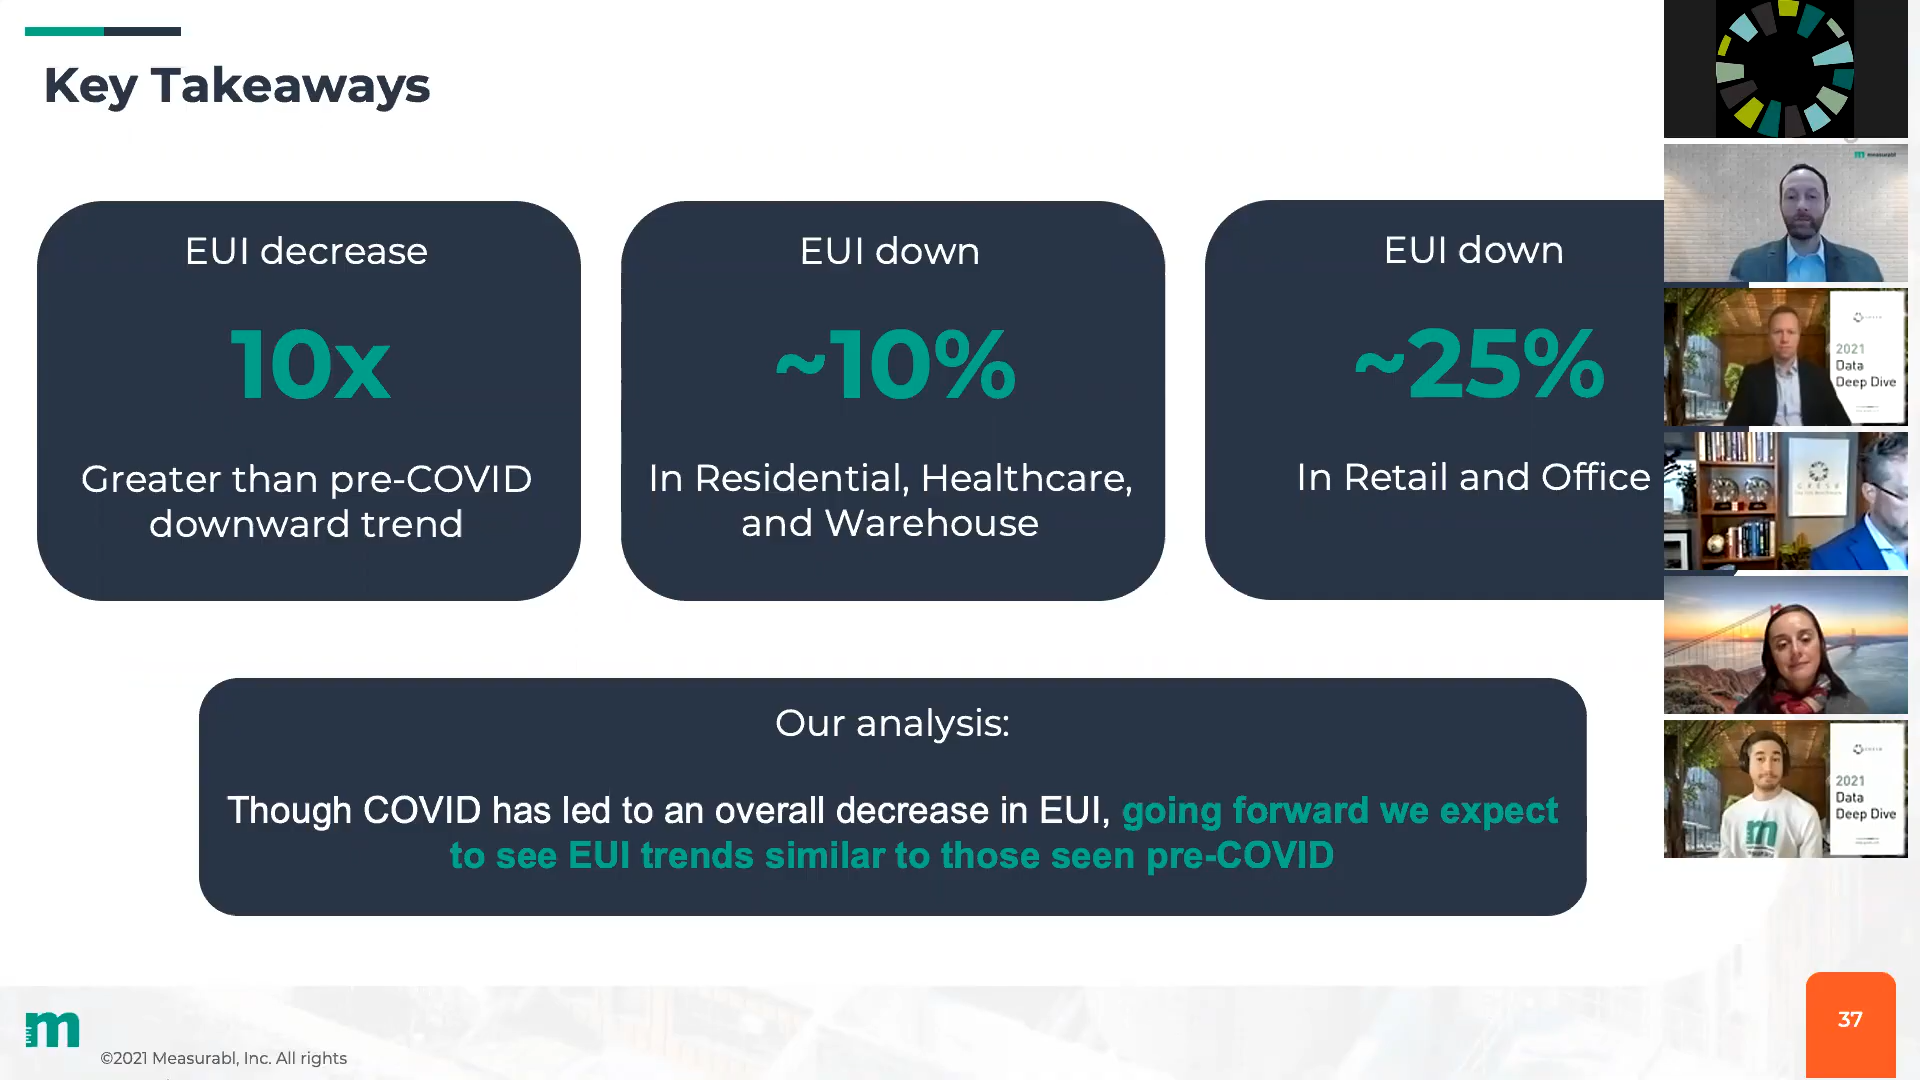 Key Takeaways
EUI decrease
10x
Greater than pre-COVID
downward trend
EUI down
~10%
In Residential, Healthcare,
and Warehouse
EUI down
~25%
In Retail and Office
Our analysis:
Though COVID has led to an overall decrease in EUI, going forward we expect
to see EUI trends similar to those seen pre-COVID
m
©2021 Measurabl, Inc. All rights
37
m measurabl
2021
Data
Deep Dive
2021
Data
Deep Dive
m